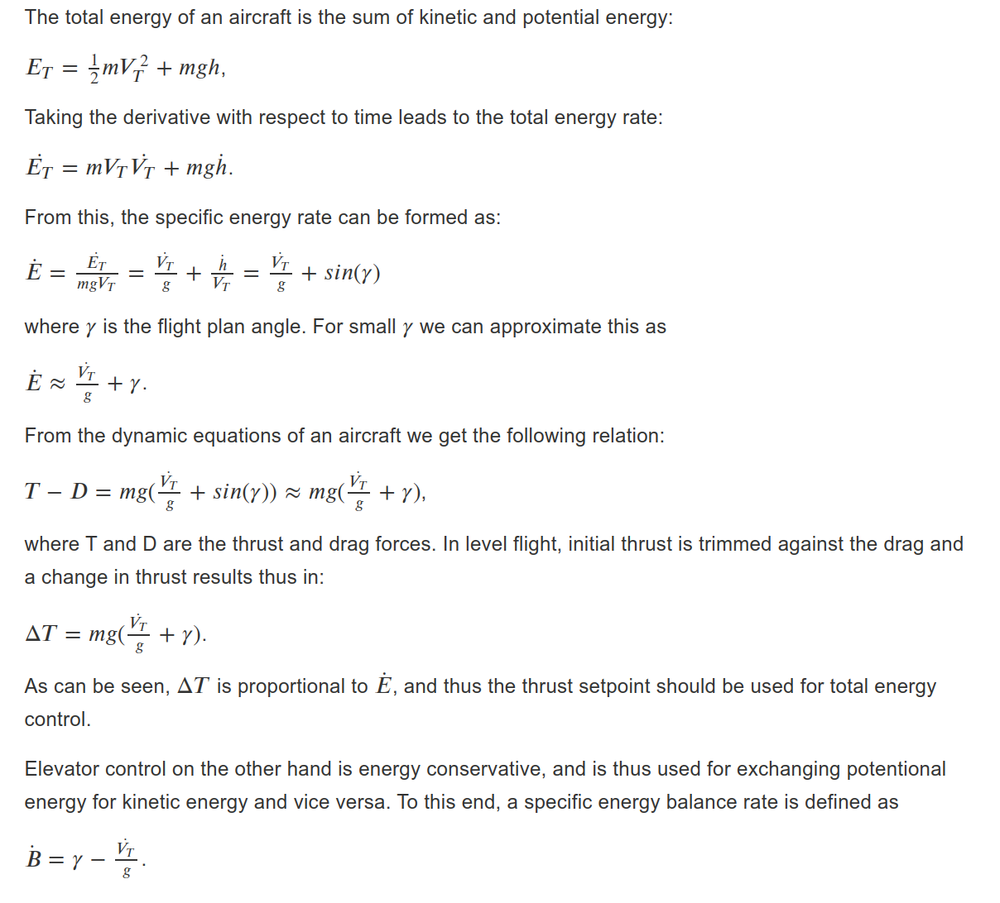 The total energy of an aircraft is the sum of kinetic and potential energy:
$E_T = \frac{1}{2} m V_T^2 + mgh,$
Taking the derivative with respect to time leads to the total energy rate:
$\dot{E_T} = m V_T \dot{V_T} + mg\dot{h}.$
From this, the specific energy rate can be formed as:
$\dot{E} = \frac{\dot{E_T}}{mgV_T} = \frac{\dot{V_T}}{g} + \frac{\dot{h}}{V_T} = \frac{\dot{V_T}}{g} + sin(\gamma)$
where $\gamma$ is the flight plan angle. For small $\gamma$ we can approximate this as
$\dot{E} \approx \frac{\dot{V_T}}{g} + \gamma.$
From the dynamic equations of an aircraft we get the following relation:
$T - D = mg(\frac{\dot{V_T}}{g} + sin(\gamma)) \approx mg(\frac{\dot{V_T}}{g} + \gamma),$
where T and D are the thrust and drag forces. In level flight, initial thrust is trimmed against the drag and
a change in thrust results thus in:
$\Delta T = mg(\frac{\dot{V_T}}{g} + \gamma).$
As can be seen, $\Delta T$ is proportional to $\dot{E}$, and thus the thrust setpoint should be used for total energy
control.
Elevator control on the other hand is energy conservative, and is thus used for exchanging potentional
energy for kinetic energy and vice versa. To this end, a specific energy balance rate is defined as
$\dot{B} = \gamma - \frac{\dot{V_T}}{g}.$